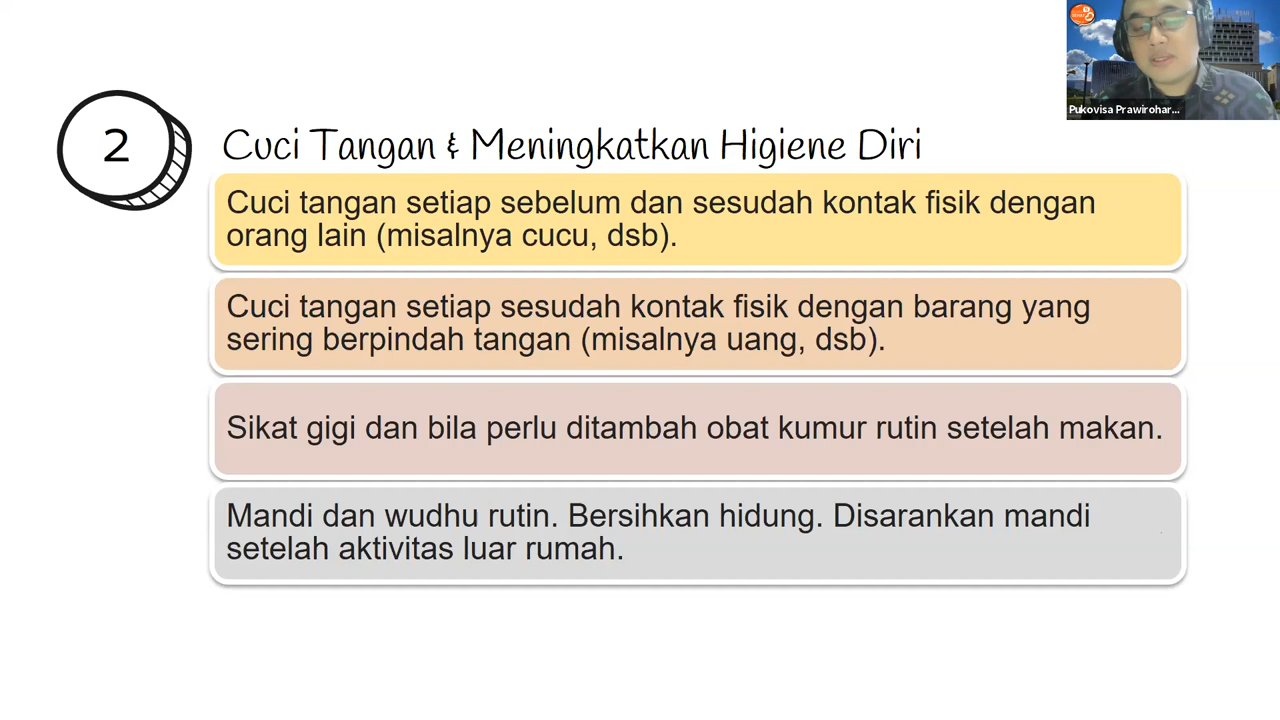 Pukovisa Prawirohar...
2
Cuci Tangan & Meningkatkan Higiene Diri
Cuci tangan setiap sebelum dan sesudah kontak fisik dengan
orang lain (misalnya cucu, dsb).
Cuci tangan setiap sesudah kontak fisik dengan barang yang
sering berpindah tangan (misalnya uang, dsb).
Sikat gigi dan bila perlu ditambah obat kumur rutin setelah makan.
Mandi dan wudhu rutin. Bersihkan hidung. Disarankan mandi
setelah aktivitas luar rumah.